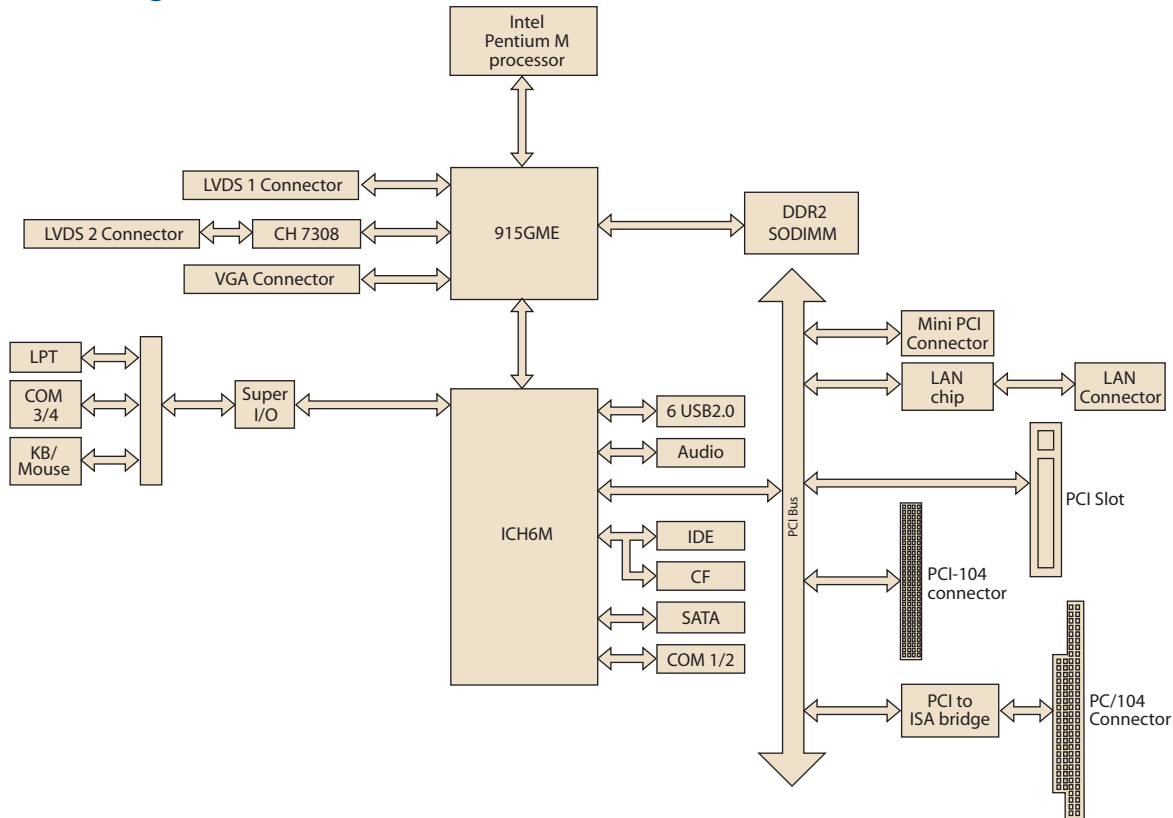 Intel
Pentium M
processor
LVDS 1 Connector
LVDS 2 Connector
CH 7308
915GME
DDR2
SODIMM
VGA Connector
Mini PCI
Connector
LPT
COM
3/4
KB/
Mouse
Super
I/O
LAN
chip
LAN
Connector
6 USB2.0
Audio
PCI Bus
PCI Slot
ICH6M
IDE
CF
PCI-104
connector
SATA
COM 1/2
PCI to
ISA bridge
PC/104
Connector